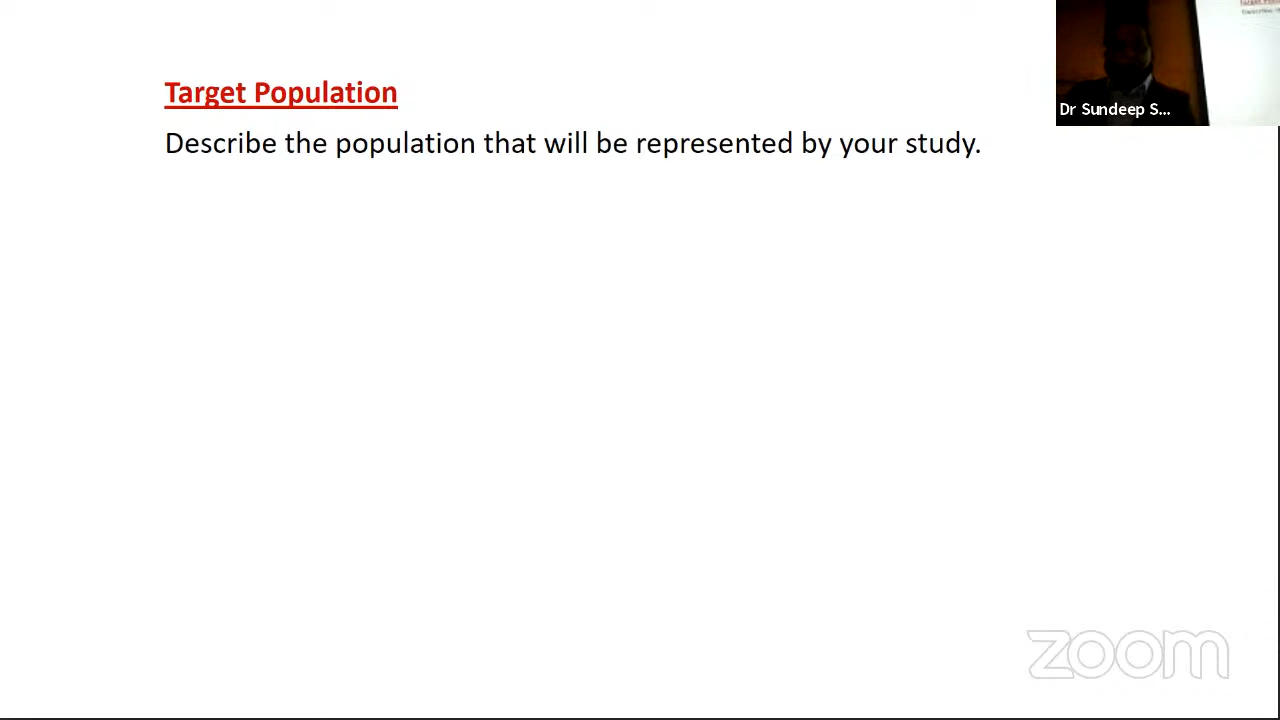 Target Population
Describe the population that will be represented by your study.
Dr Sundeep S...
zoom